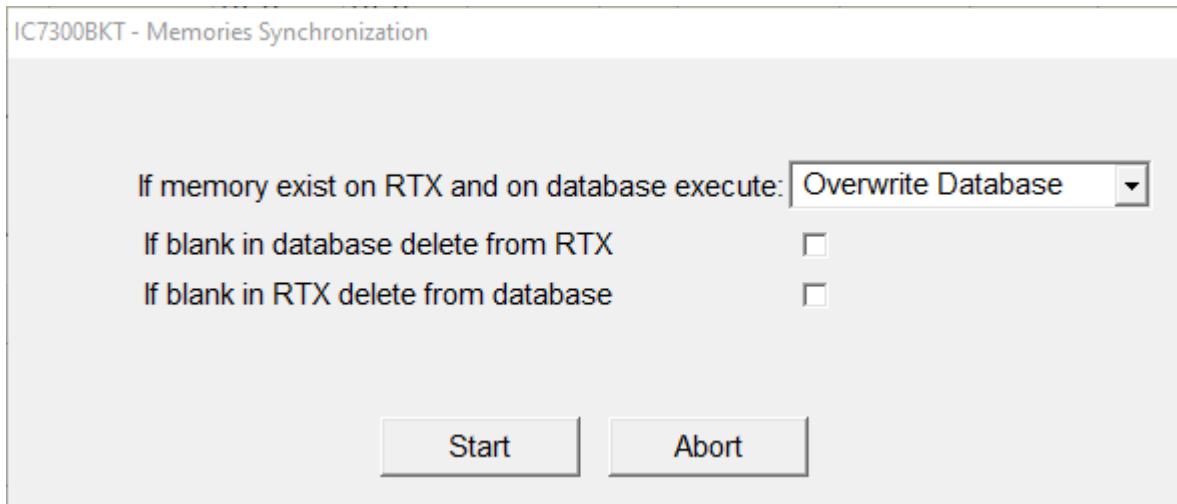 IC7300BKT - Memories Synchronization
If memory exist on RTX and on database execute: Overwrite Database
If blank in database delete from RTX
If blank in RTX delete from database
Start Abort